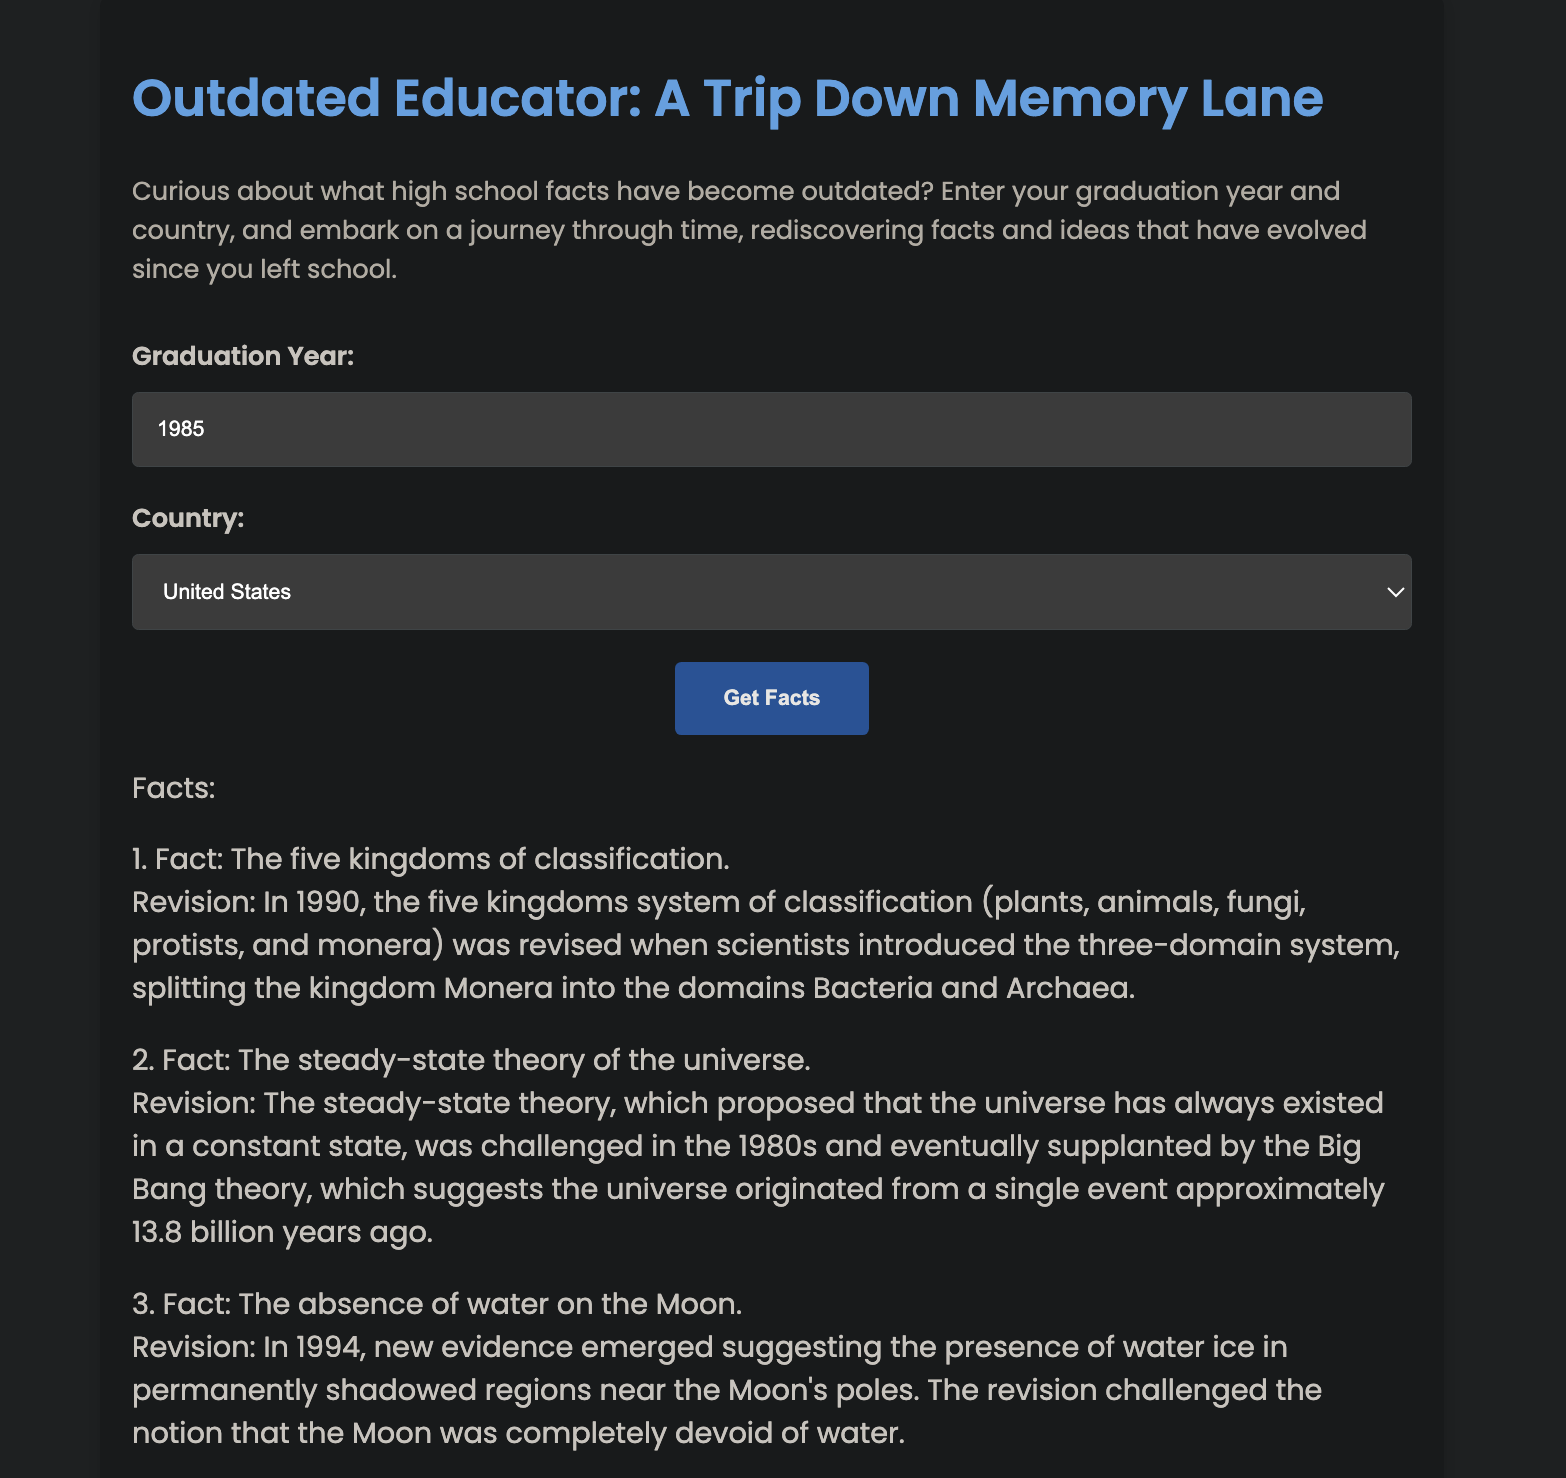 Outdated Educator: A Trip Down Memory Lane
Curious about what high school facts have become outdated? Enter your graduation year and
country, and embark on a journey through time, rediscovering facts and ideas that have evolved
since you left school.
Graduation Year:
1985
Country:
United States
Get Facts
Facts:
1. Fact: The five kingdoms of classification.
Revision: In 1990, the five kingdoms system of classification (plants, animals, fungi,
protists, and monera) was revised when scientists introduced the three-domain system,
splitting the kingdom Monera into the domains Bacteria and Archaea.
2. Fact: The steady-state theory of the universe.
Revision: The steady-state theory, which proposed that the universe has always existed
in a constant state, was challenged in the 1980s and eventually supplanted by the Big
Bang theory, which suggests the universe originated from a single event approximately
13.8 billion years ago.
3. Fact: The absence of water on the Moon.
Revision: In 1994, new evidence emerged suggesting the presence of water ice in
permanently shadowed regions near the Moon's poles. The revision challenged the
notion that the Moon was completely devoid of water.